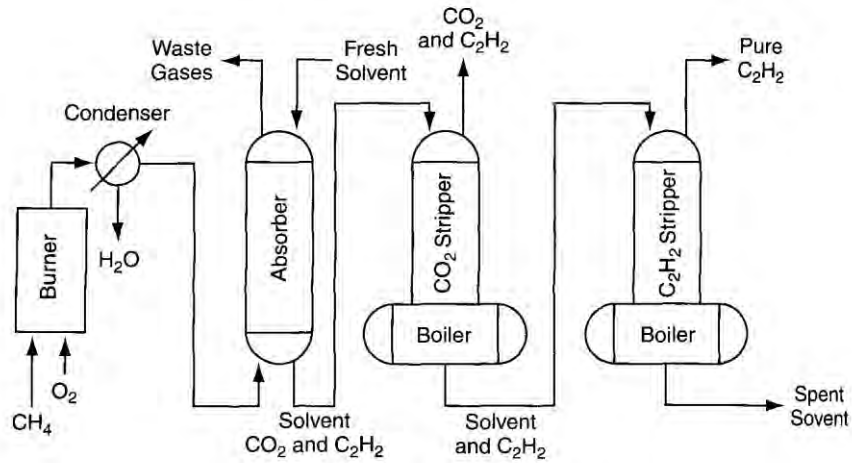 CO2
and C2H2
Waste
Gases
Fresh
Solvent
Pure
C2H2
Condenser
H2O
Burner
Absorber
CO2 Stripper
C2H2 Stripper
Boiler
Boiler
O2
CH4
Solvent
CO2 and C2H2
Solvent
and C2H2
Spent
Sovent